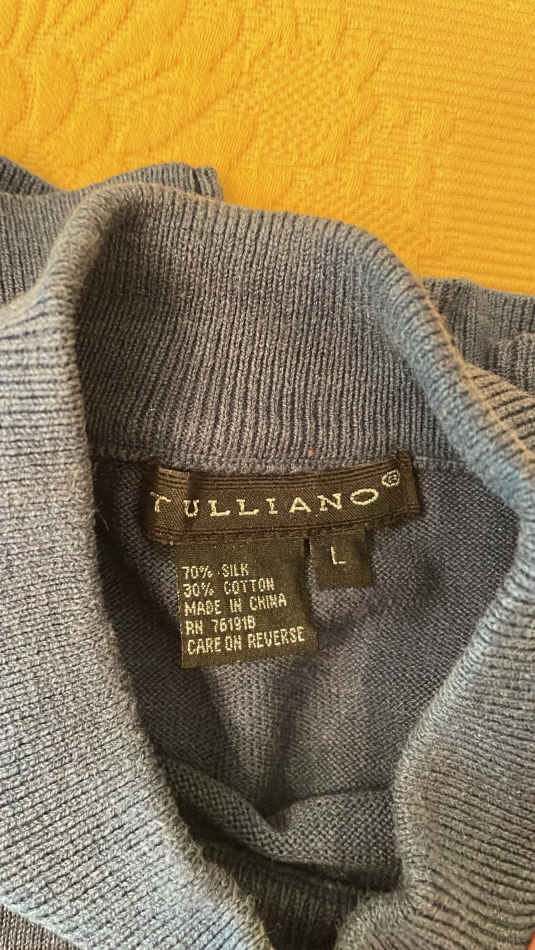 TULLIANO®
L
70% SILK
30% COTTON
MADE IN CHINA
RN 76191B
CARE ON REVERSE